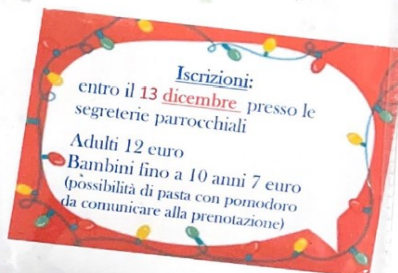 Iscrizioni:
entro il 13 dicembre presso le
segreterie parrocchiali
Adulti 12 euro
Bambini fino a 10 anni 7 euro
(possibilità di pasta con pomodoro
da comunicare alla prenotazione)